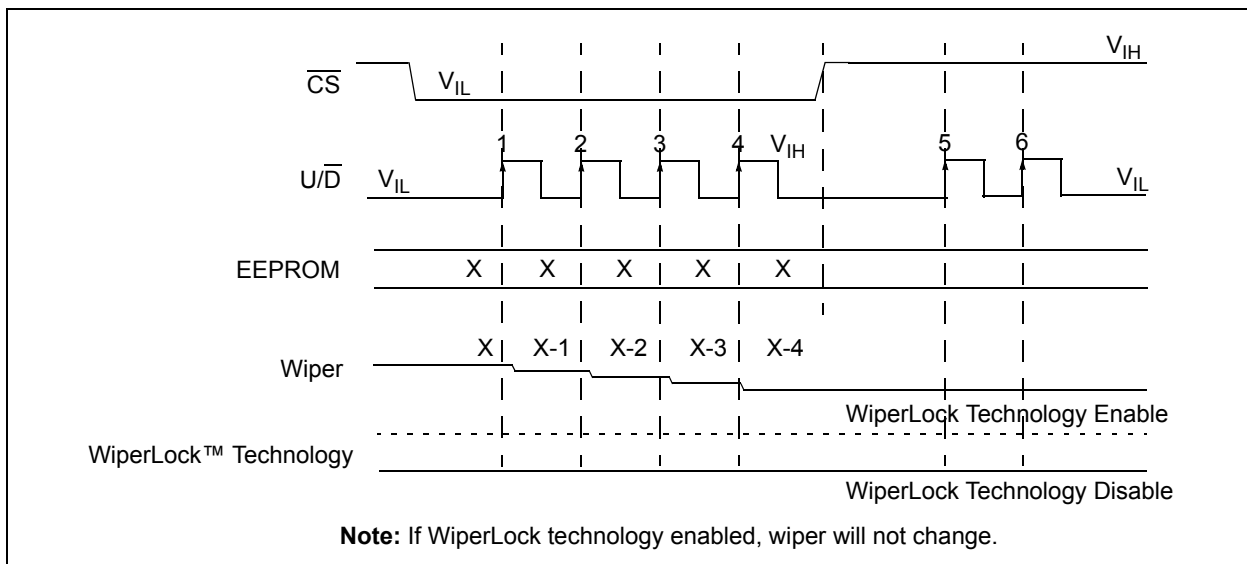 V_IH
C̅S̅ V_IL
1 2 3 4 V_IH 5 6
U/D̅ V_IL V_IL
EEPROM X X X X X
X X-1 X-2 X-3 X-4
Wiper
WiperLock Technology Enable
WiperLock™ Technology
WiperLock Technology Disable
Note: If WiperLock technology enabled, wiper will not change.